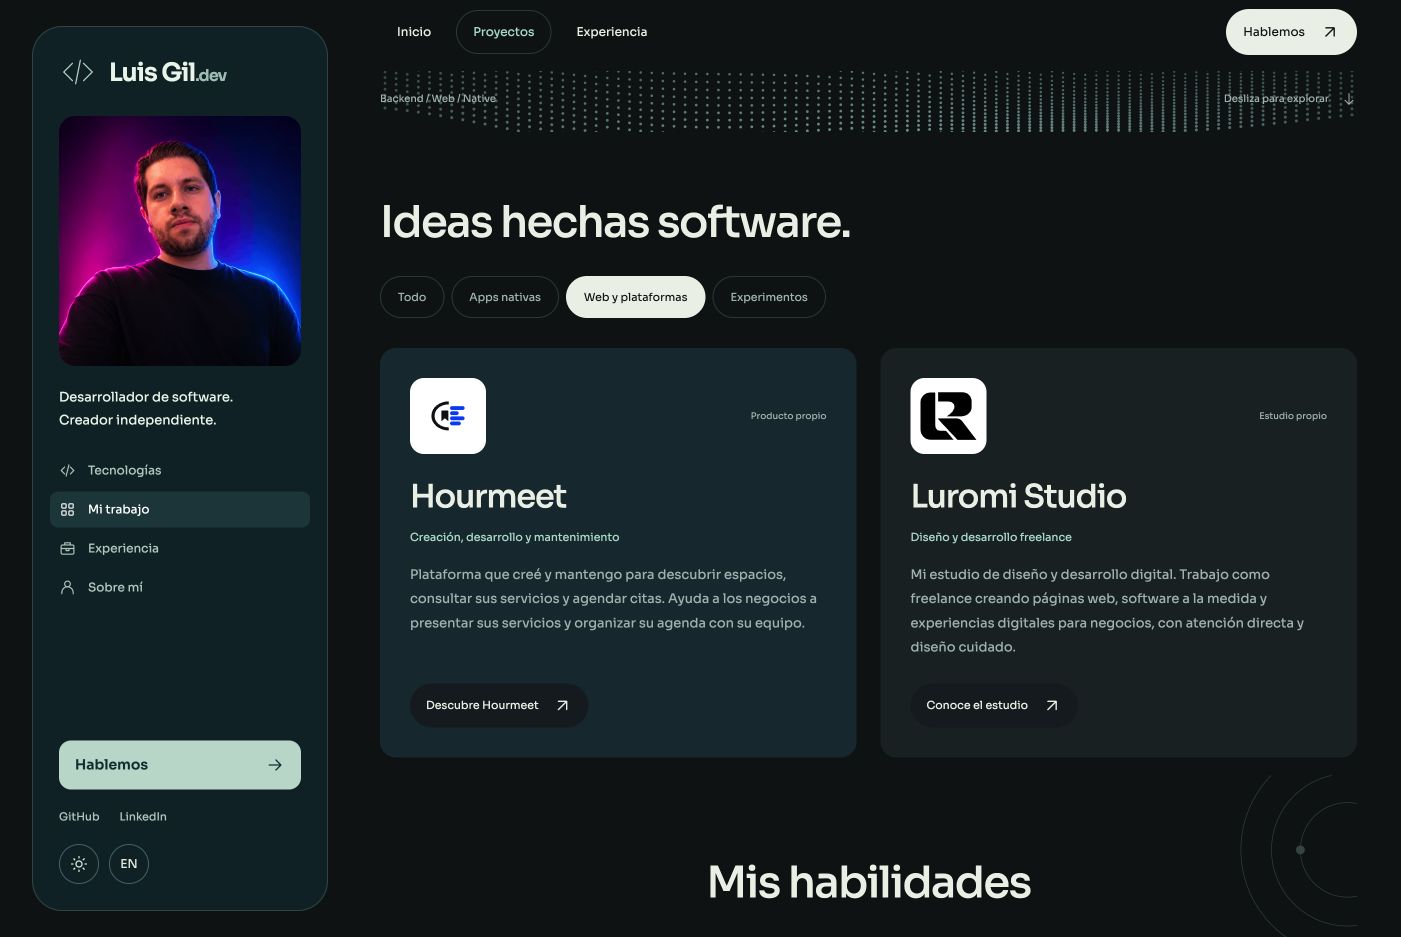 Luis Gil.dev
Desarrollador de software.
Creador independiente.
Tecnologías
Mi trabajo
Experiencia
Sobre mí
Hablemos
GitHub LinkedIn
EN
Inicio Proyectos Experiencia Hablemos
Backend / Web / Native Desliza para explorar
Ideas hechas software.
Todo Apps nativas Web y plataformas Experimentos
Producto propio
Hourmeet
Creación, desarrollo y mantenimiento
Plataforma que creé y mantengo para descubrir espacios,
consultar sus servicios y agendar citas. Ayuda a los negocios a
presentar sus servicios y organizar su agenda con su equipo.
Descubre Hourmeet
Estudio propio
Luromi Studio
Diseño y desarrollo freelance
Mi estudio de diseño y desarrollo digital. Trabajo como
freelance creando páginas web, software a la medida y
experiencias digitales para negocios, con atención directa y
diseño cuidado.
Conoce el estudio
Mis habilidades